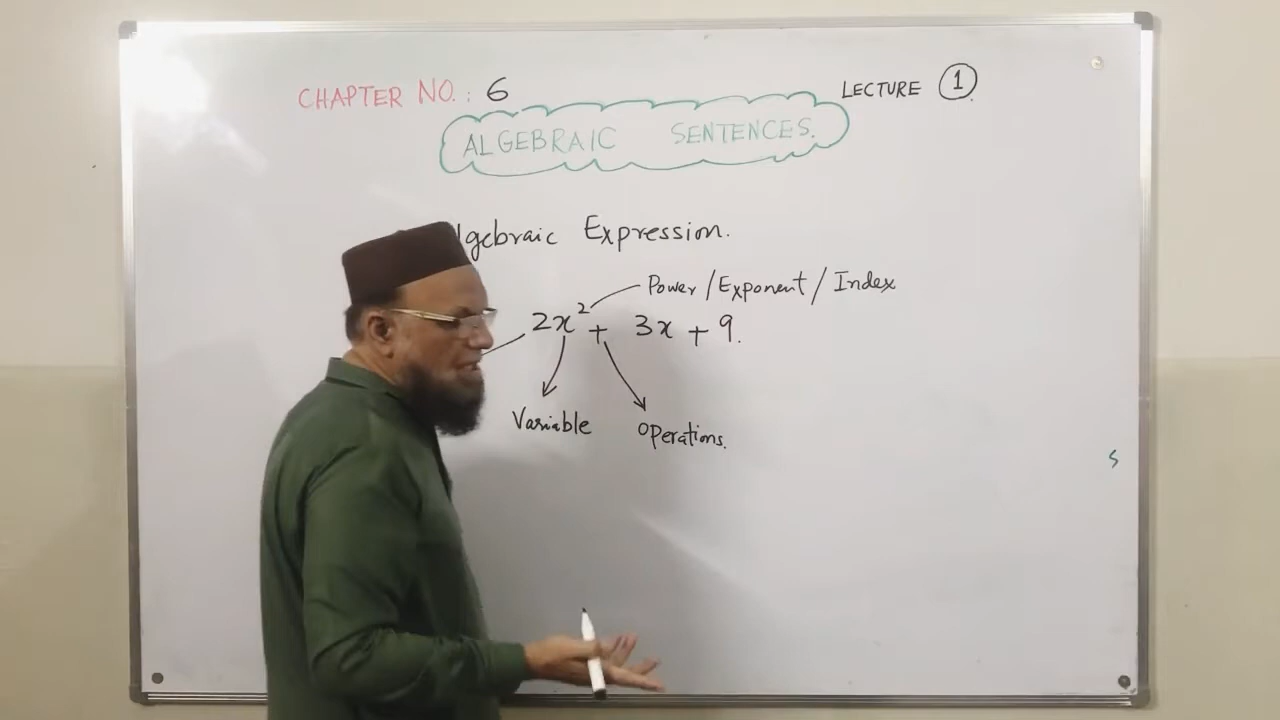 CHAPTER NO.: 6
LECTURE 1.
ALGEBRAIC SENTENCES.
lgebraic Expression.
Power/Exponent/Index
2x² + 3x + 9.
Variable
Operations.
S